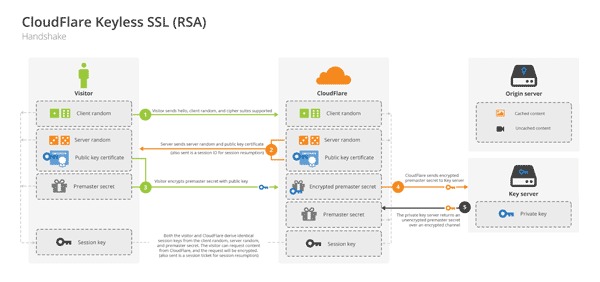 CloudFlare Keyless SSL (RSA)
Handshake
Visitor
CloudFlare
Origin server
Client random
1
Visitor sends hello, client random, and cipher suites supported
Client random
Cached content
Uncached content
Server random
Public key certificate
Server sends server random and public key certificate
(also sent is a session ID for session resumption)
2
Server random
Public key certificate
Premaster secret
3
Visitor encrypts premaster secret with public key
Encrypted premaster secret
4
CloudFlare sends encrypted
premaster secret to key server
Key server
Premaster secret
5
The private key server returns an
unencrypted premaster secret
over an encrypted channel
Private key
Session key
Both the visitor and CloudFlare derive identical
session keys from the client random, server random,
and premaster secret. The visitor can request content
from CloudFlare, and the request will be encrypted.
(also sent is a session ticket for session resumption)
Session key